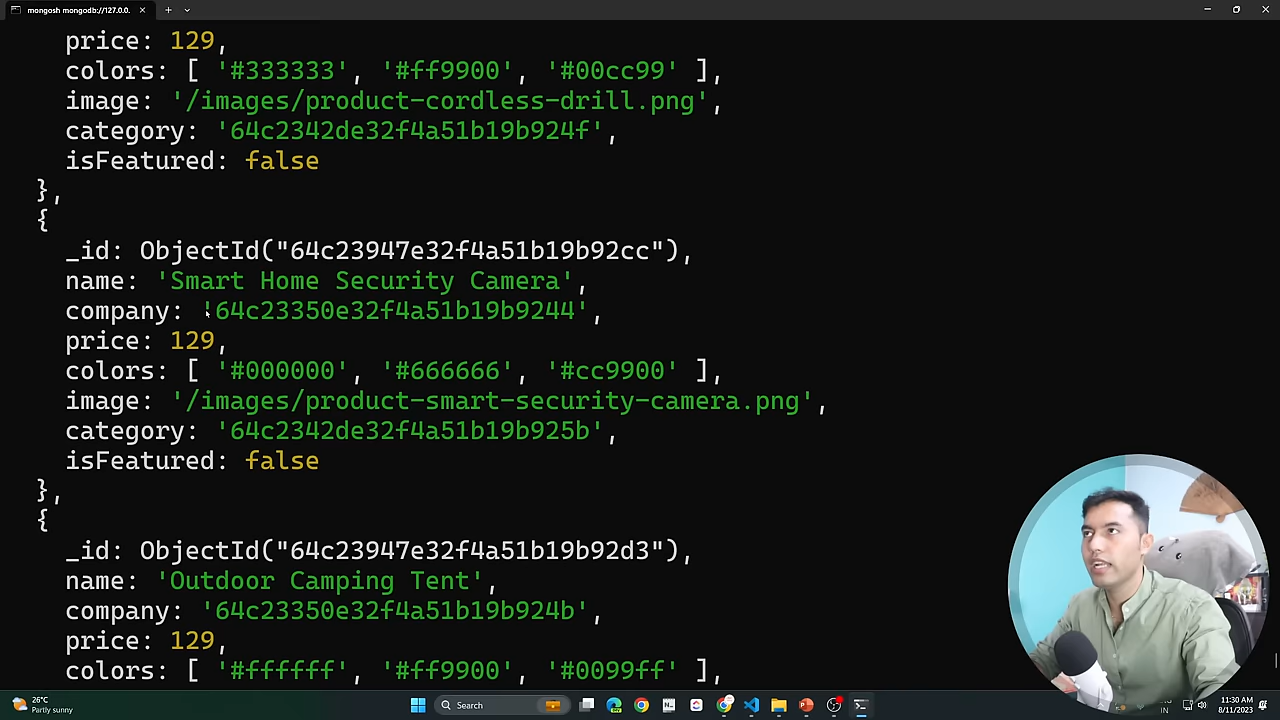 mongosh mongodb://127.0.0.
price: 129,
colors: [ '#333333', '#ff9900', '#00cc99' ],
image: '/images/product-cordless-drill.png',
category: '64c2342de32f4a51b19b924f',
isFeatured: false
},
{
_id: ObjectId("64c23947e32f4a51b19b92cc"),
name: 'Smart Home Security Camera',
company: '64c23350e32f4a51b19b9244',
price: 129,
colors: [ '#000000', '#666666', '#cc9900' ],
image: '/images/product-smart-security-camera.png',
category: '64c2342de32f4a51b19b925b',
isFeatured: false
},
{
_id: ObjectId("64c23947e32f4a51b19b92d3"),
name: 'Outdoor Camping Tent',
company: '64c23350e32f4a51b19b924b',
price: 129,
colors: [ '#ffffff', '#ff9900', '#0099ff' ],
26°C
Partly sunny
Search
IN
11:30 AM
8/11/2023